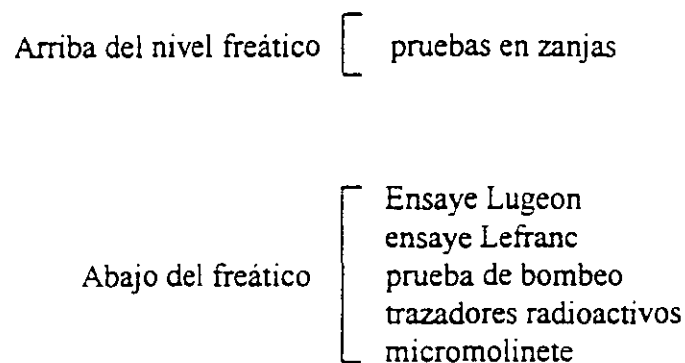 Arriba del nivel freático pruebas en zanjas
Ensaye Lugeon
ensaye Lefranc
Abajo del freático prueba de bombeo
trazadores radioactivos
micromolinete